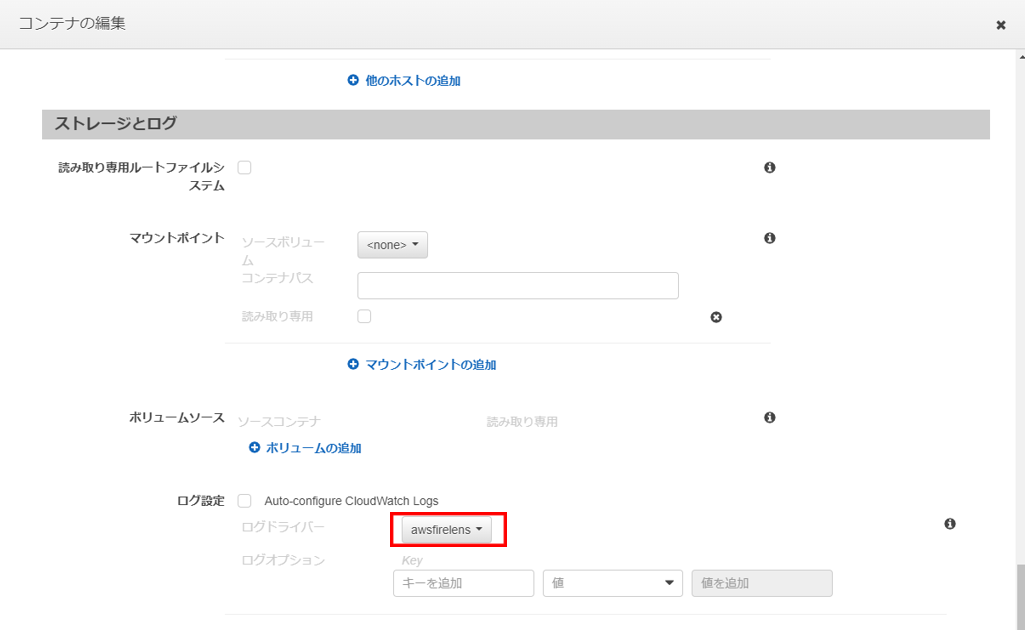 コンテナの編集
他のホストの追加
ストレージとログ
読み取り専用ルートファイルシ
ステム
マウントポイント
ソースボリュー
ム
<none>
コンテナパス
読み取り専用
マウントポイントの追加
ボリュームソース
ソースコンテナ 読み取り専用
ボリュームの追加
ログ設定 Auto-configure CloudWatch Logs
ログドライバー awsfirelens
ログオプション Key
キーを追加 値 値を追加